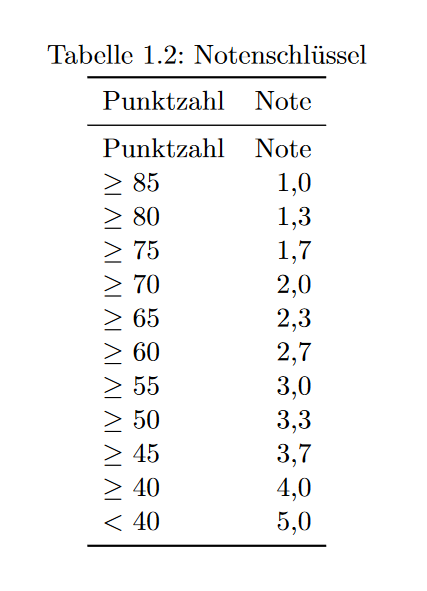 Tabelle 1.2: Notenschlüssel
Punktzahl Note
Punktzahl Note
≥ 85 1,0
≥ 80 1,3
≥ 75 1,7
≥ 70 2,0
≥ 65 2,3
≥ 60 2,7
≥ 55 3,0
≥ 50 3,3
≥ 45 3,7
≥ 40 4,0
< 40 5,0